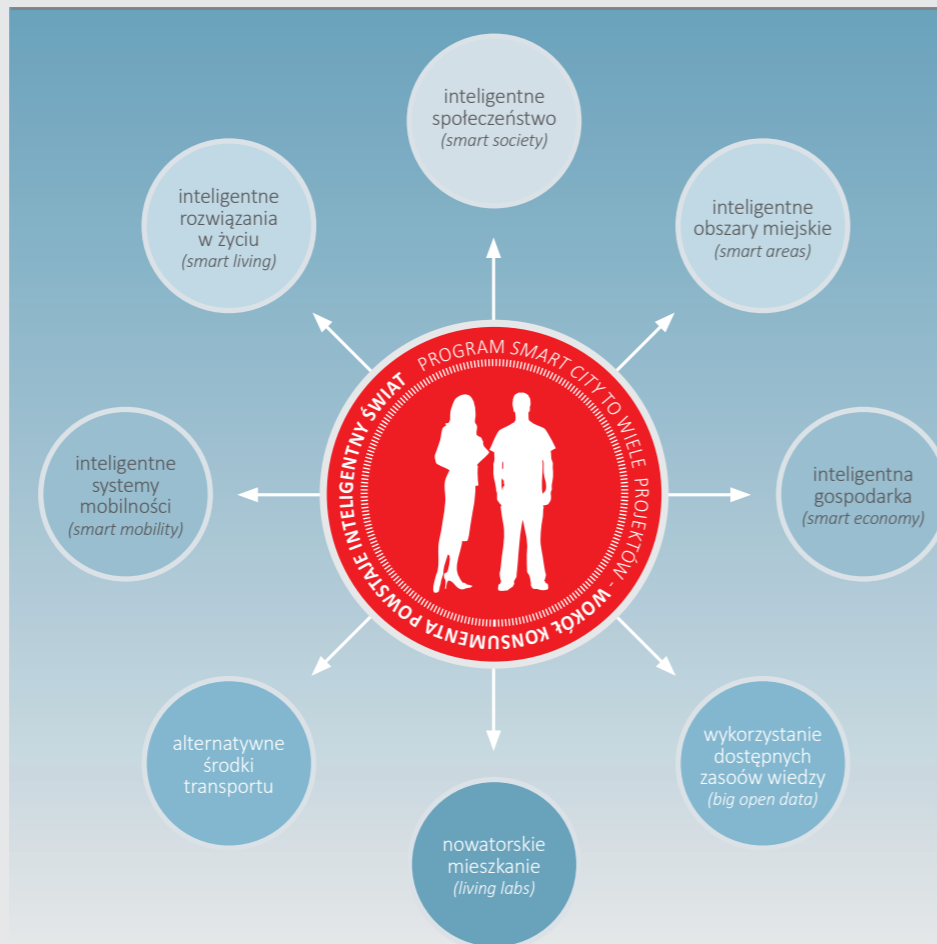 inteligentne
społeczeństwo
(smart society)
inteligentne
rozwiązania
w życiu
(smart living)
inteligentne
obszary miejskie
(smart areas)
PROGRAM SMART CITY TO WIELE PROJEKTÓW - WOKÓŁ KONSUMENTA POWSTAJE INTELIGENTNY ŚWIAT
inteligentne
systemy
mobilności
(smart mobility)
inteligentna
gospodarka
(smart economy)
alternatywne
środki
transportu
wykorzystanie
dostępnych
zasoów wiedzy
(big open data)
nowatorskie
mieszkanie
(living labs)